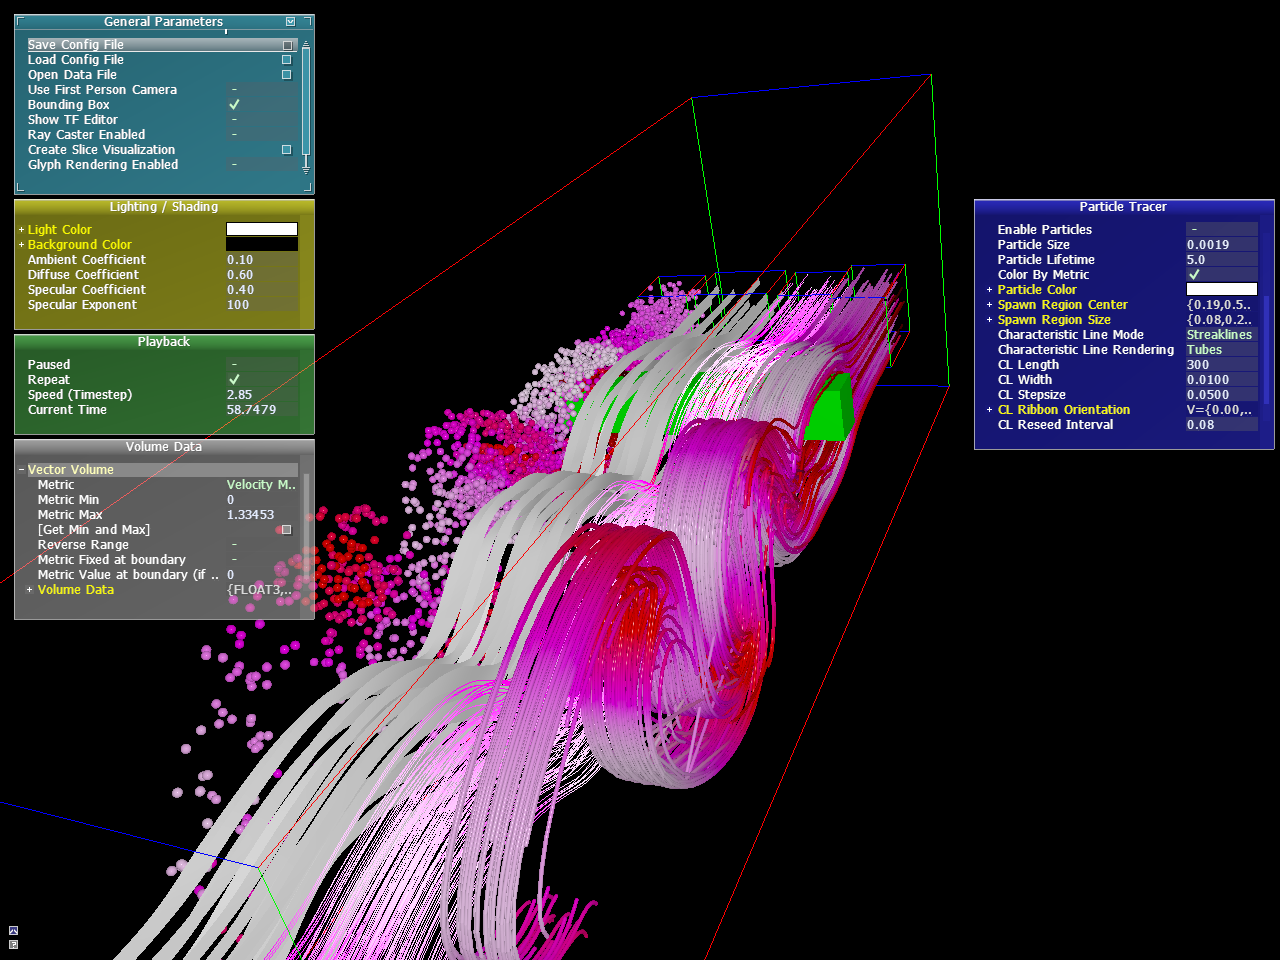 General Parameters
Save Config File
Load Config File
Open Data File
Use First Person Camera -
Bounding Box ✓
Show TF Editor -
Ray Caster Enabled -
Create Slice Visualization
Glyph Rendering Enabled -
Lighting / Shading
+ Light Color
+ Background Color
Ambient Coefficient 0.10
Diffuse Coefficient 0.60
Specular Coefficient 0.40
Specular Exponent 100
Playback
Paused -
Repeat ✓
Speed (Timestep) 2.85
Current Time 58.7479
Volume Data
- Vector Volume
Metric Velocity M..
Metric Min 0
Metric Max 1.33453
[Get Min and Max]
Reverse Range -
Metric Fixed at boundary -
Metric Value at boundary (if .. 0
+ Volume Data {FLOAT3,..
Particle Tracer
Enable Particles -
Particle Size 0.0019
Particle Lifetime 5.0
Color By Metric ✓
+ Particle Color
+ Spawn Region Center {0.19,0.5..
+ Spawn Region Size {0.08,0.2..
Characteristic Line Mode Streaklines
Characteristic Line Rendering Tubes
CL Length 300
CL Width 0.0100
CL Stepsize 0.0500
+ CL Ribbon Orientation V={0.00,..
CL Reseed Interval 0.08
?